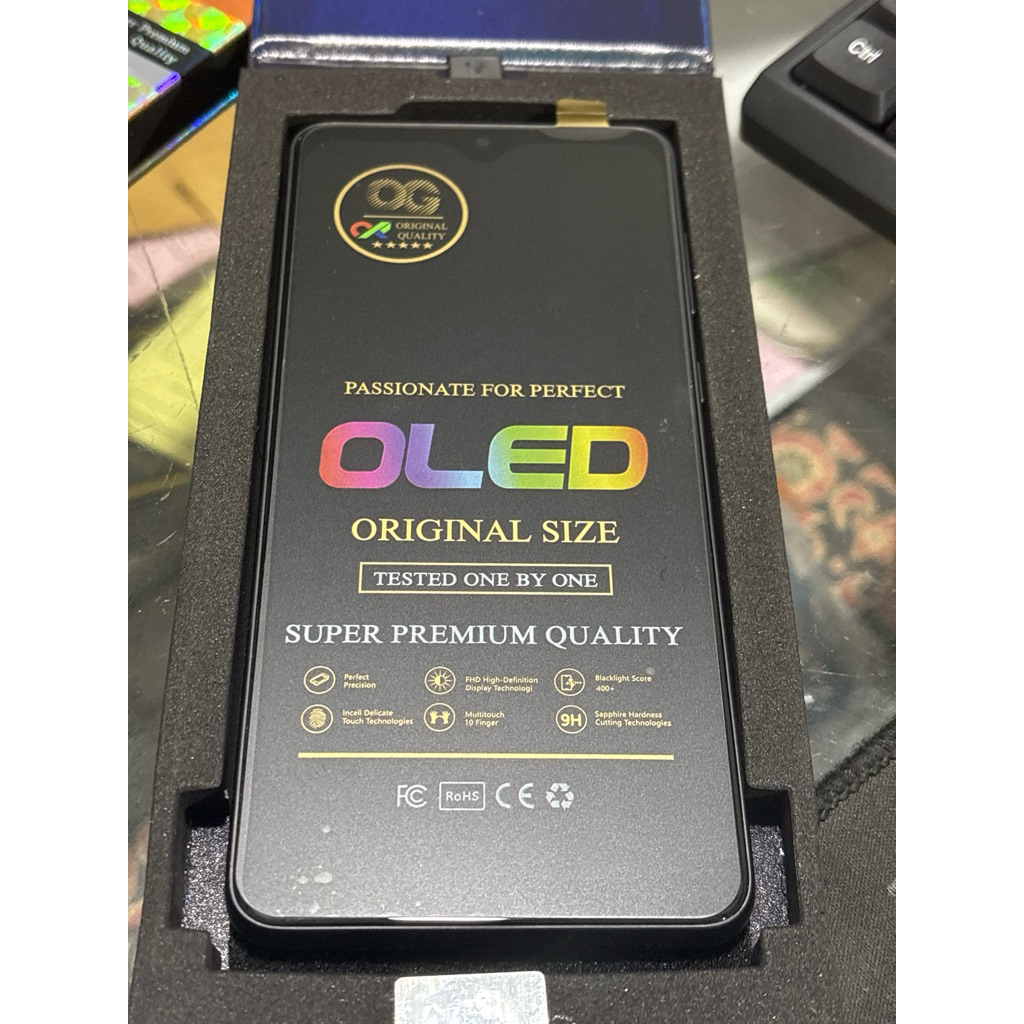 Premium
Quality
Ctrl
OG
ORIGINAL
QUALITY
PASSIONATE FOR PERFECT
OLED
ORIGINAL SIZE
TESTED ONE BY ONE
SUPER PREMIUM QUALITY
Perfect
Precision
FHD High-Definition
Display Technologi
Blacklight Score
400+
Incell Delicate
Touch Technologies
Multitouch
10 Finger
9H
Sapphire Hardness
Cutting Technologies
FC
RoHS
CE